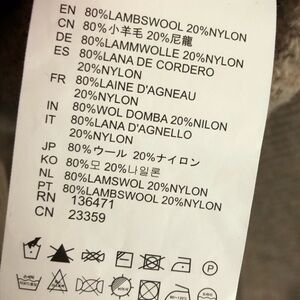 EN 80%LAMBSWOOL 20%NYLON
CN 80%小羊毛 20%尼龍
DE 80%LAMMWOLLE 20%NYLON
ES 80%LANA DE CORDERO
20%NYLON
FR 80%LAINE D'AGNEAU
20%NYLON
IN 80%WOL DOMBA 20%NILON
IT 80%LANA D'AGNELLO
20%NYLON
JP 80%ウール 20%ナイロン
KO 80%모 20%나일론
NL 80%LAMSWOL 20%NYLON
PT 80%LAMBSWOOL 20%NYLON
RN 136471
CN 23359
P